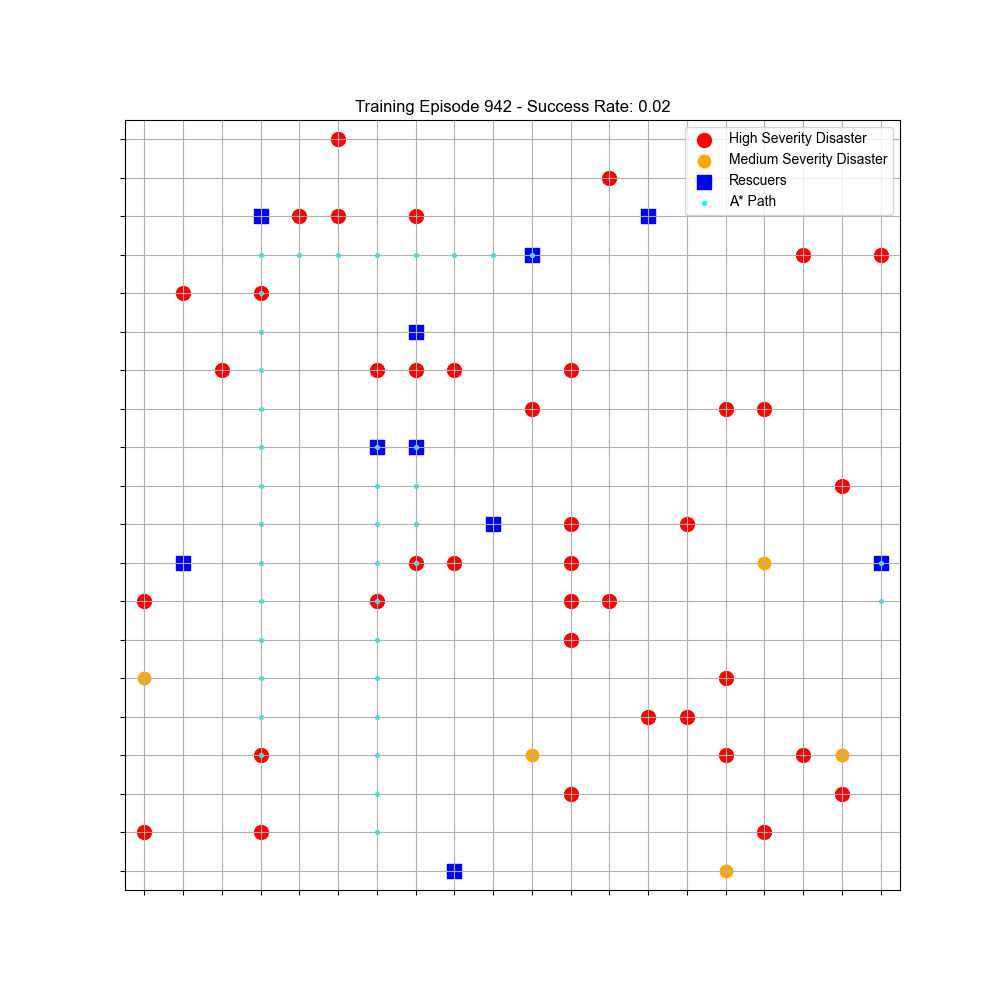 Training Episode 942 - Success Rate: 0.02
High Severity Disaster
Medium Severity Disaster
Rescuers
A* Path